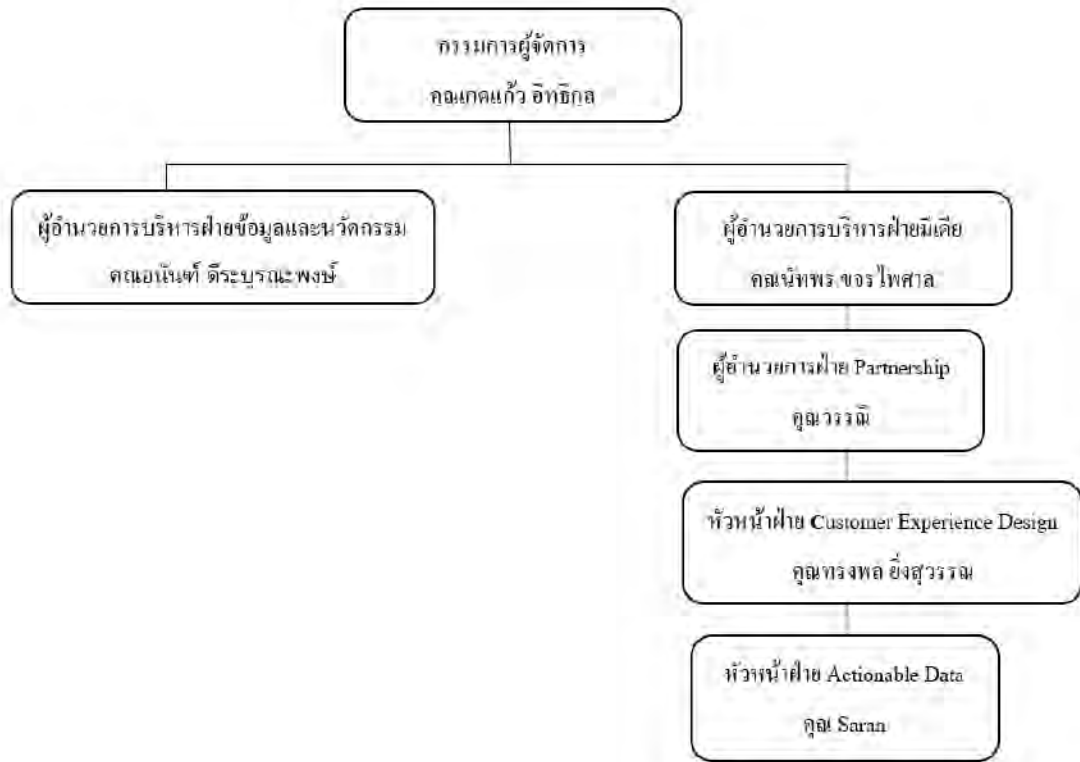 กรรมการผู้จัดการ
คุณเกดแก้ว อิทธิกุล
ผู้อำนวยการบริหารฝ่ายข้อมูลและนวัตกรรม
คุณอนันท์ ตีระบูรณะพงษ์
ผู้อำนวยการบริหารฝ่ายมีเดีย
คุณนัทพร ขจรไพศาล
ผู้อำนวยการฝ่าย Partnership
คุณวรรณี
หัวหน้าฝ่าย Customer Experience Design
คุณทรงพล ยิ่งสุวรรณ
หัวหน้าฝ่าย Actionable Data
คุณ Saran